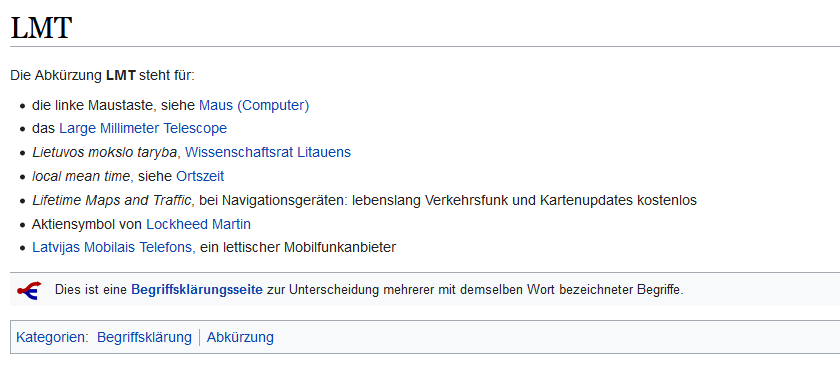 LMT
Die Abkürzung LMT steht für:
die linke Maustaste, siehe Maus (Computer)
das Large Millimeter Telescope
Lietuvos mokslo taryba, Wissenschaftsrat Litauens
local mean time, siehe Ortszeit
Lifetime Maps and Traffic, bei Navigationsgeräten: lebenslang Verkehrsfunk und Kartenupdates kostenlos
Aktiensymbol von Lockheed Martin
Latvijas Mobilais Telefons, ein lettischer Mobilfunkanbieter
Dies ist eine Begriffsklärungsseite zur Unterscheidung mehrerer mit demselben Wort bezeichneter Begriffe.
Kategorien: Begriffsklärung | Abkürzung